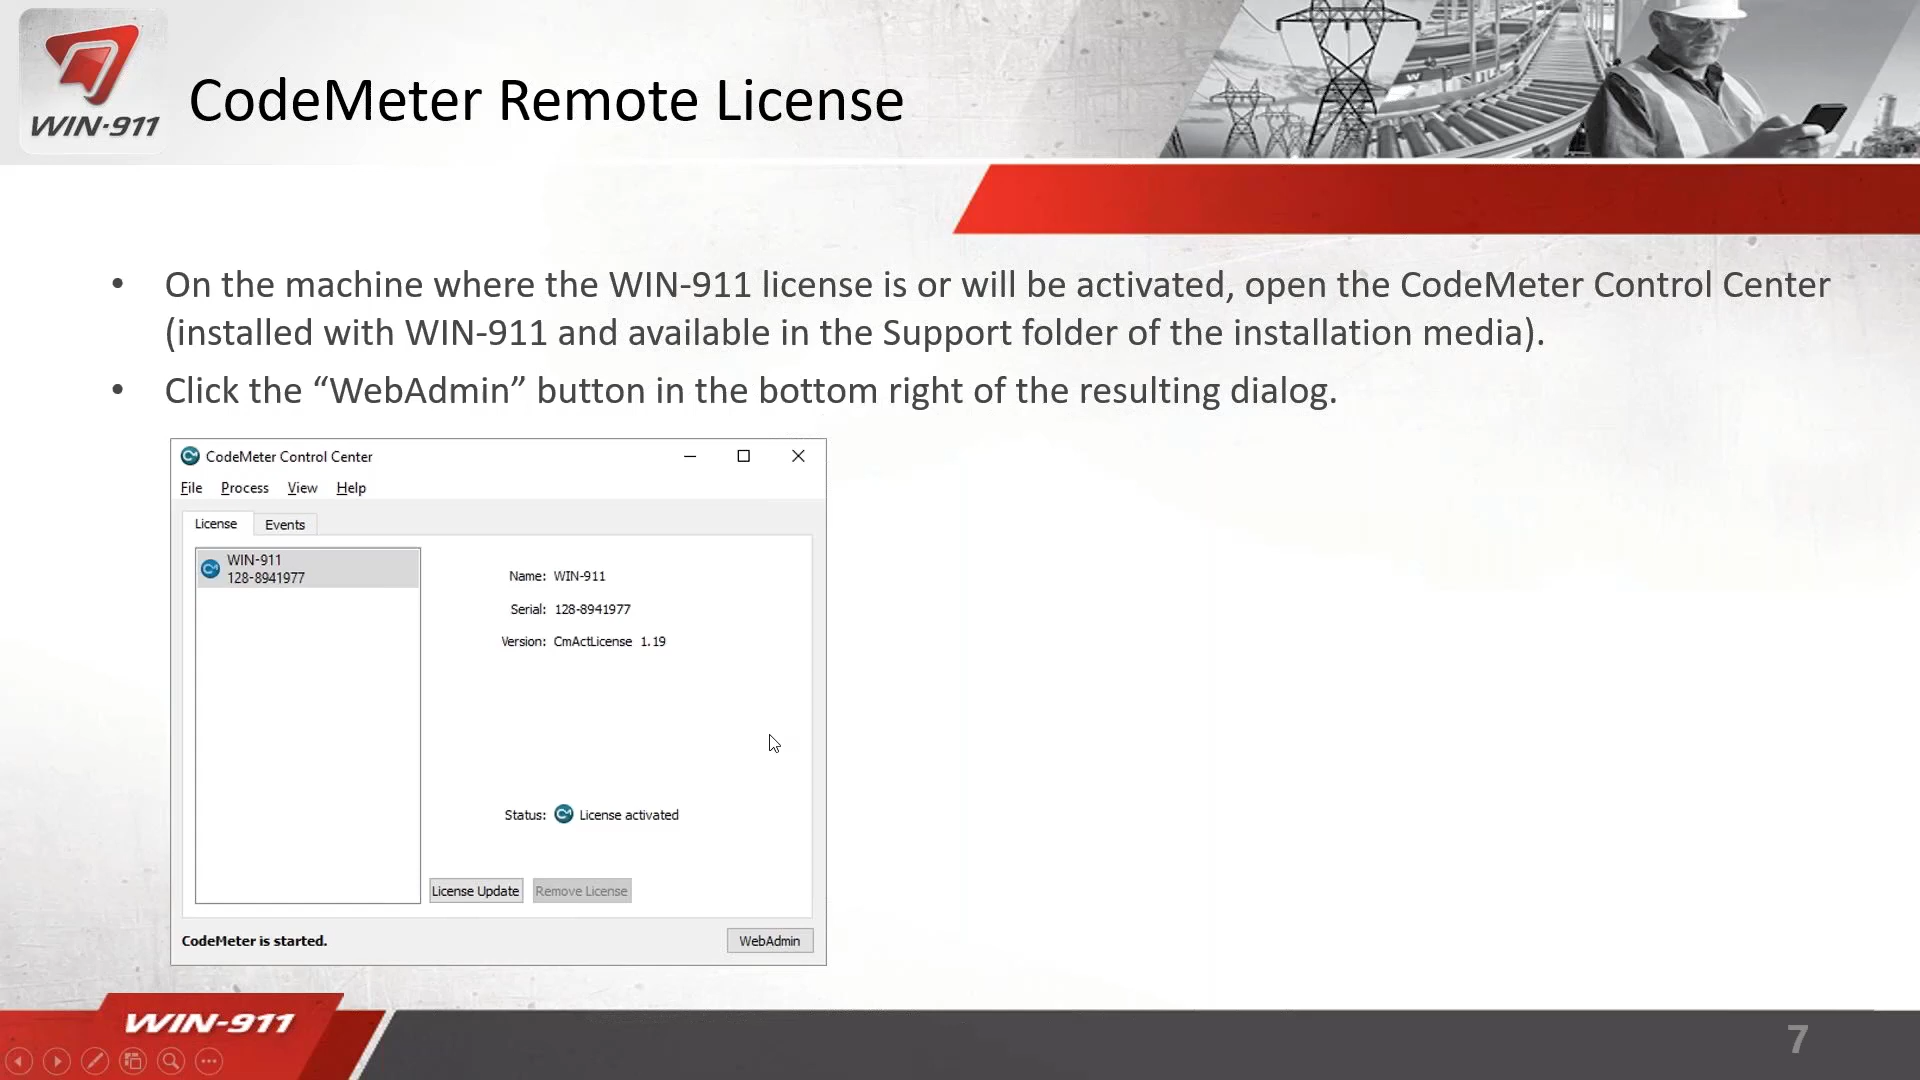 WIN-911
CodeMeter Remote License
• On the machine where the WIN-911 license is or will be activated, open the CodeMeter Control Center
(installed with WIN-911 and available in the Support folder of the installation media).
• Click the “WebAdmin” button in the bottom right of the resulting dialog.
CodeMeter Control Center
File Process View Help
License Events
WIN-911
128-8941977
Name: WIN-911
Serial: 128-8941977
Version: CmActLicense 1.19
Status: License activated
License Update Remove License
CodeMeter is started. WebAdmin
WIN-911
7